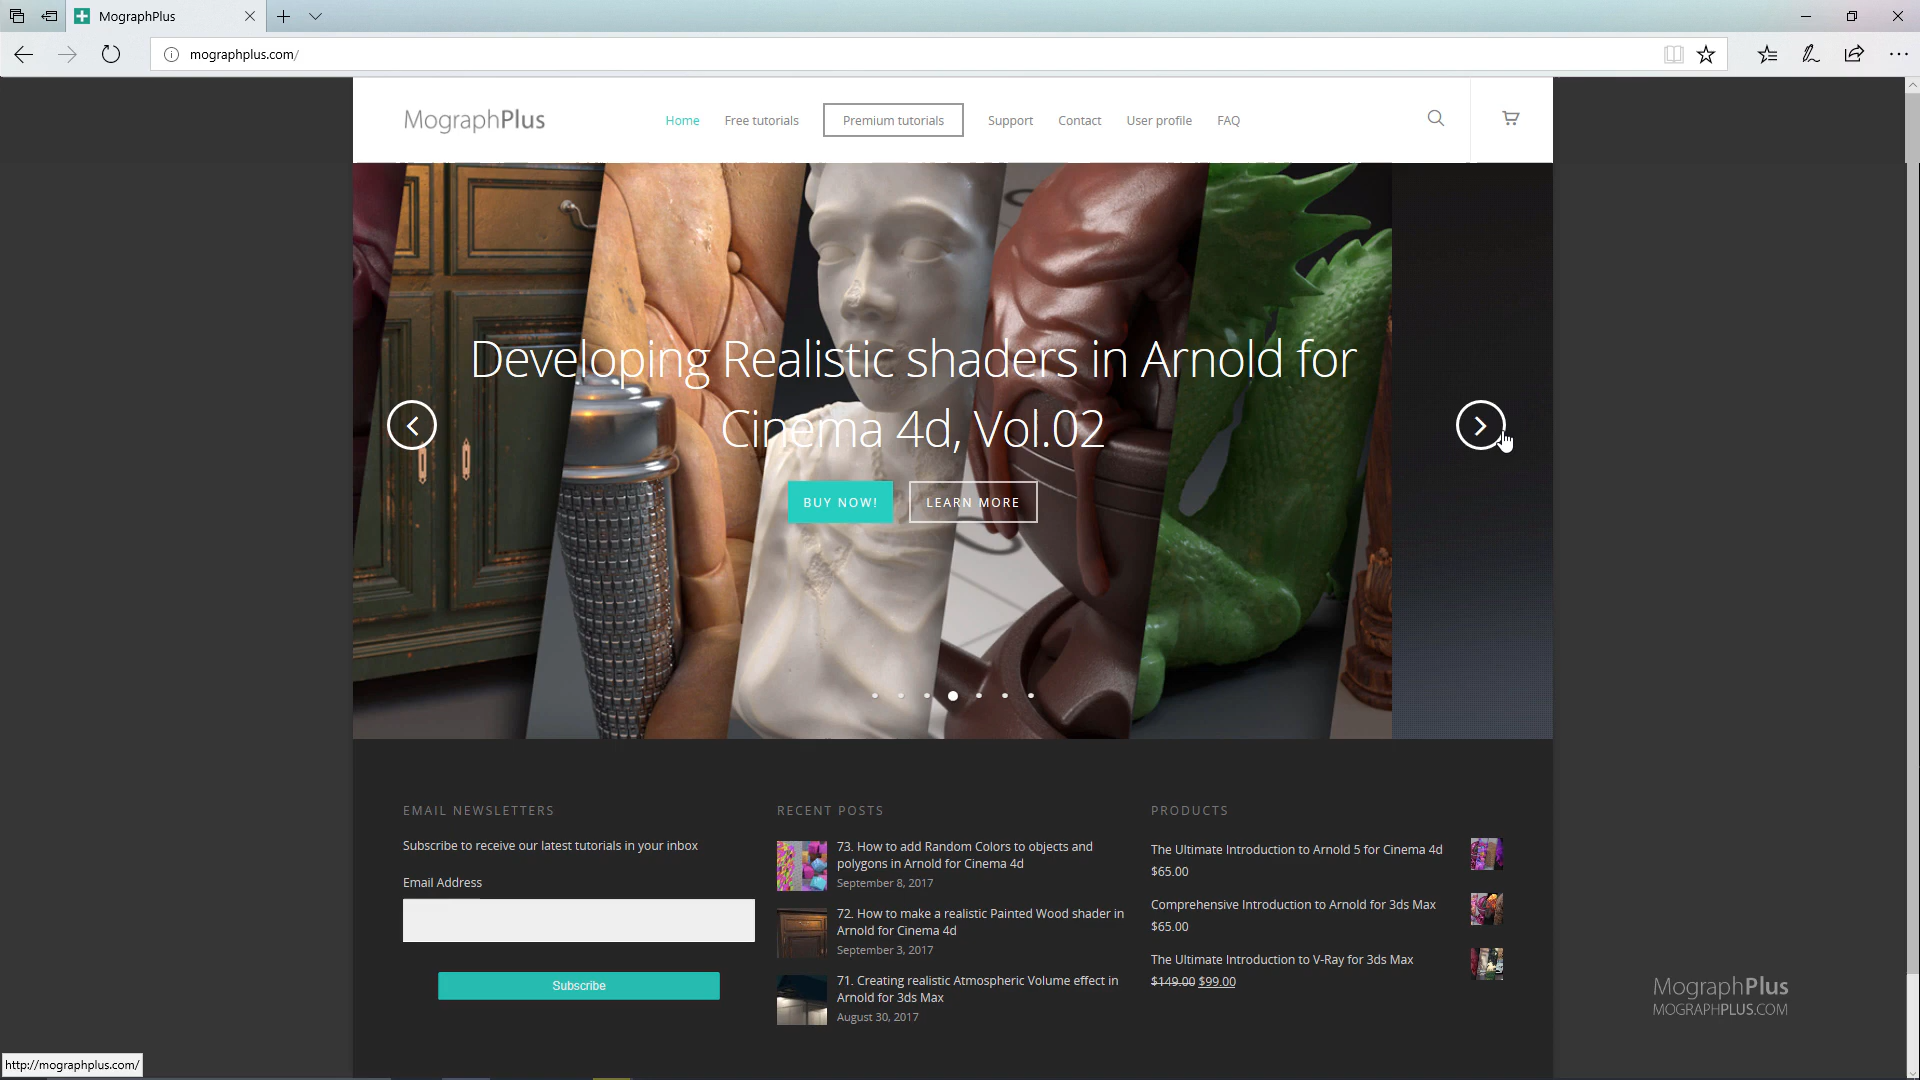 MographPlus
mographplus.com/
MographPlus
Home
Free tutorials
Premium tutorials
Support
Contact
User profile
FAQ
Developing Realistic shaders in Arnold for
Cinema 4d, Vol.02
BUY NOW!
LEARN MORE
EMAIL NEWSLETTERS
Subscribe to receive our latest tutorials in your inbox
Email Address
Subscribe
RECENT POSTS
73. How to add Random Colors to objects and
polygons in Arnold for Cinema 4d
September 8, 2017
72. How to make a realistic Painted Wood shader in
Arnold for Cinema 4d
September 3, 2017
71. Creating realistic Atmospheric Volume effect in
Arnold for 3ds Max
August 30, 2017
PRODUCTS
The Ultimate Introduction to Arnold 5 for Cinema 4d
$65.00
Comprehensive Introduction to Arnold for 3ds Max
$65.00
The Ultimate Introduction to V-Ray for 3ds Max
$149.00 $99.00
MographPlus
MOGRAPHPLUS.COM
http://mographplus.com/